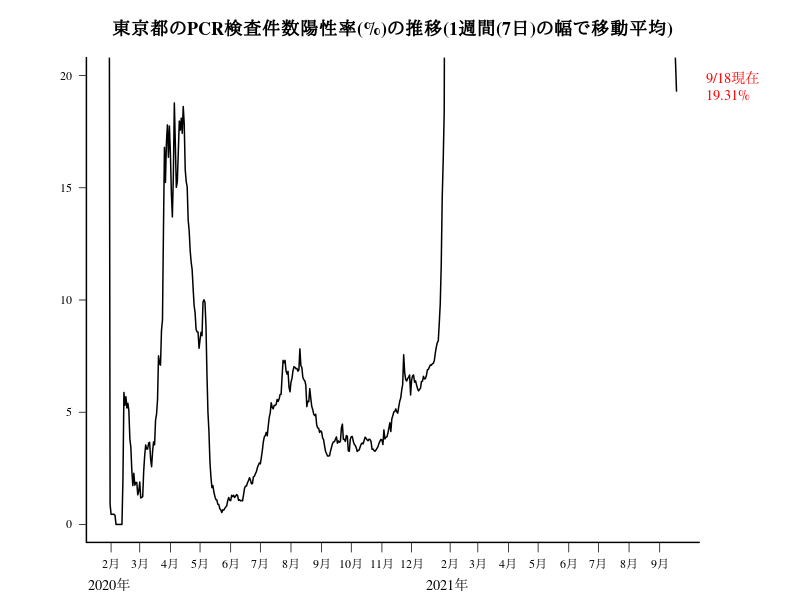 東京都のPCR検査件数陽性率(%)の推移(1週間(7日)の幅で移動平均)
9/18現在
19.31%
20
15
10
5
0
2月 3月 4月 5月 6月 7月 8月 9月 10月 11月 12月 2月 3月 4月 5月 6月 7月 8月 9月
2020年 2021年